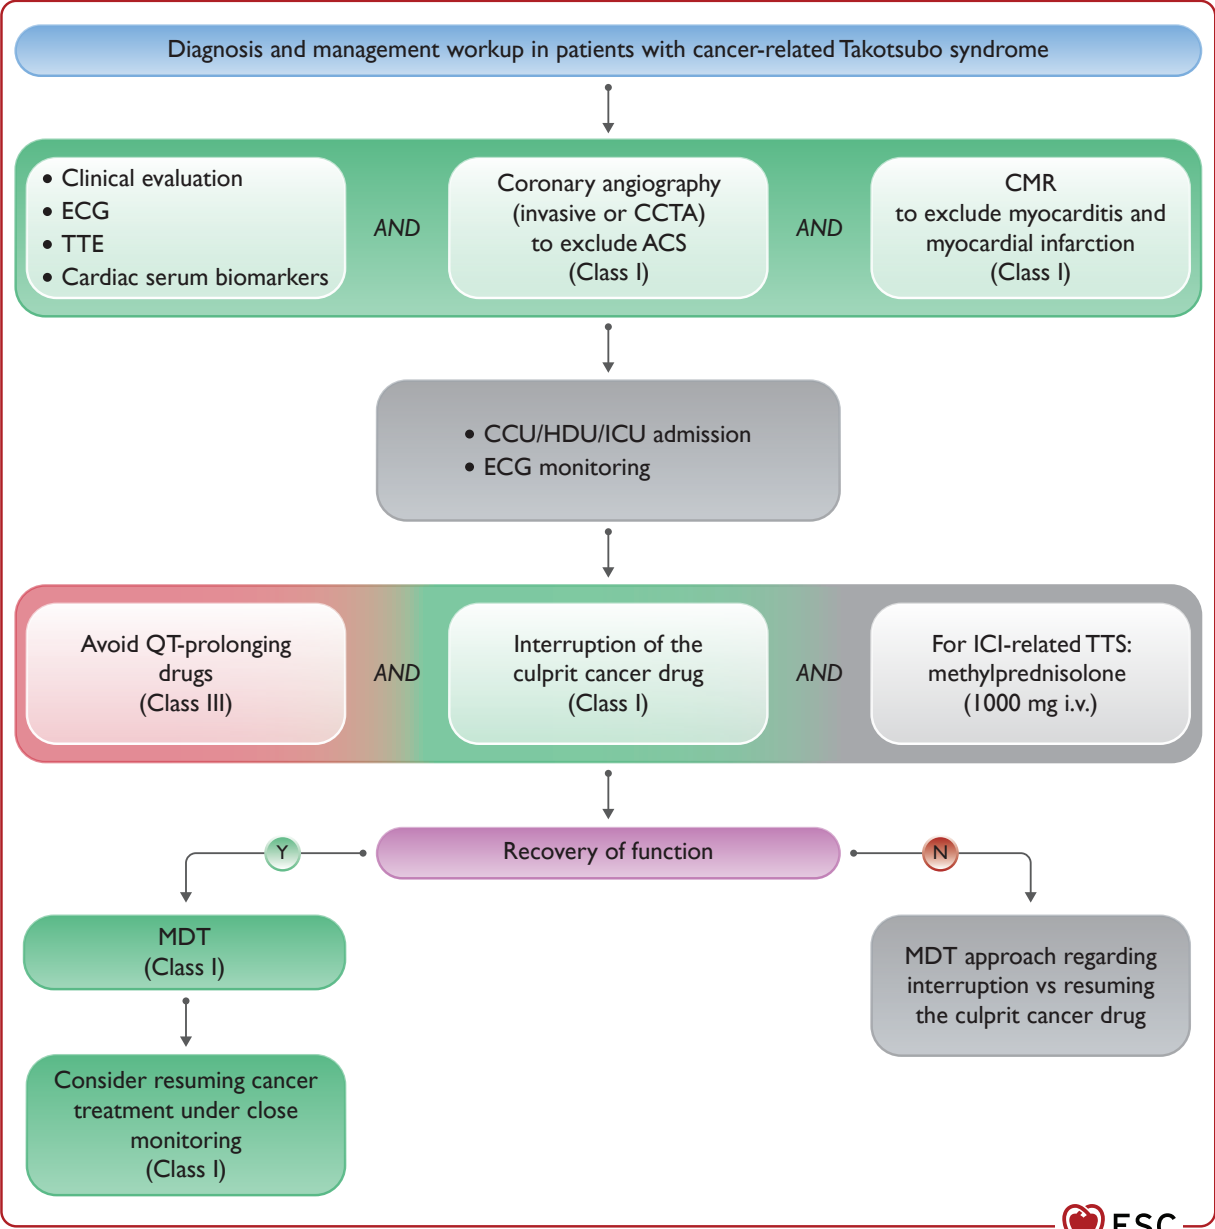 Diagnosis and management workup in patients with cancer-related Takotsubo syndrome
• Clinical evaluation
• ECG
• TTE
• Cardiac serum biomarkers
AND
Coronary angiography
(invasive or CCTA)
to exclude ACS
(Class I)
AND
CMR
to exclude myocarditis and
myocardial infarction
(Class I)
• CCU/HDU/ICU admission
• ECG monitoring
Avoid QT-prolonging
drugs
(Class III)
AND
Interruption of the
culprit cancer drug
(Class I)
AND
For ICI-related TTS:
methylprednisolone
(1000 mg i.v.)
Recovery of function
Y
N
MDT
(Class I)
MDT approach regarding
interruption vs resuming
the culprit cancer drug
Consider resuming cancer
treatment under close
monitoring
(Class I)
ESC